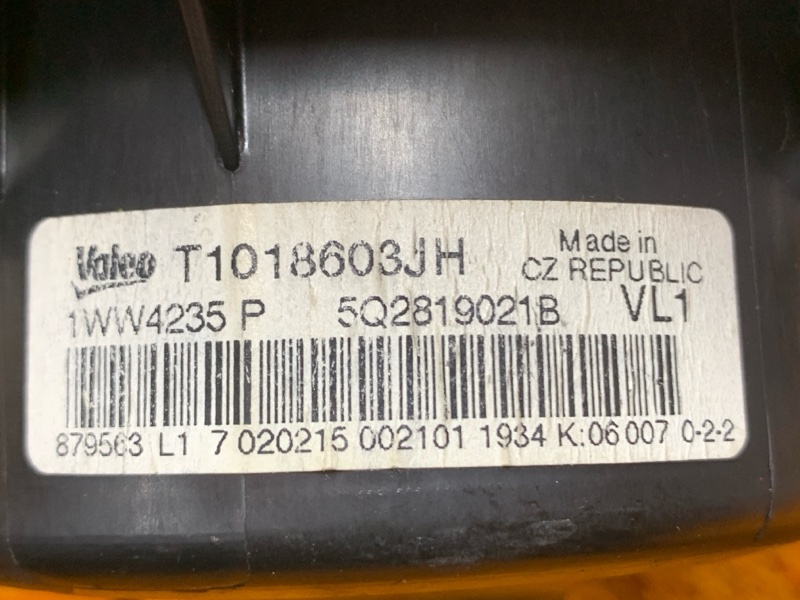 Valeo T1018603JH Made in
CZ REPUBLIC
1WW4235 P 5Q2819021B VL1
879563 L1 7 020215 002101 1934 K:06 007 0-2-2